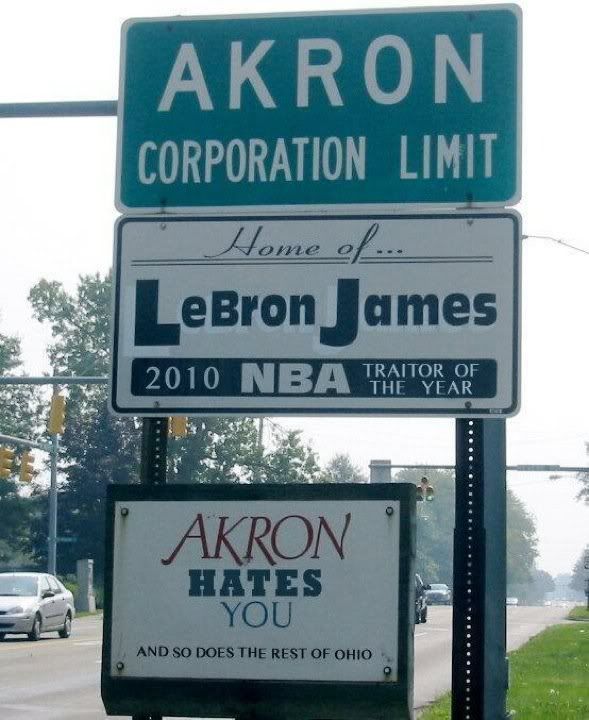 AKRON
CORPORATION LIMIT
Home of...
LeBron James
2010 NBA TRAITOR OF
THE YEAR
AKRON
HATES
YOU
AND SO DOES THE REST OF OHIO